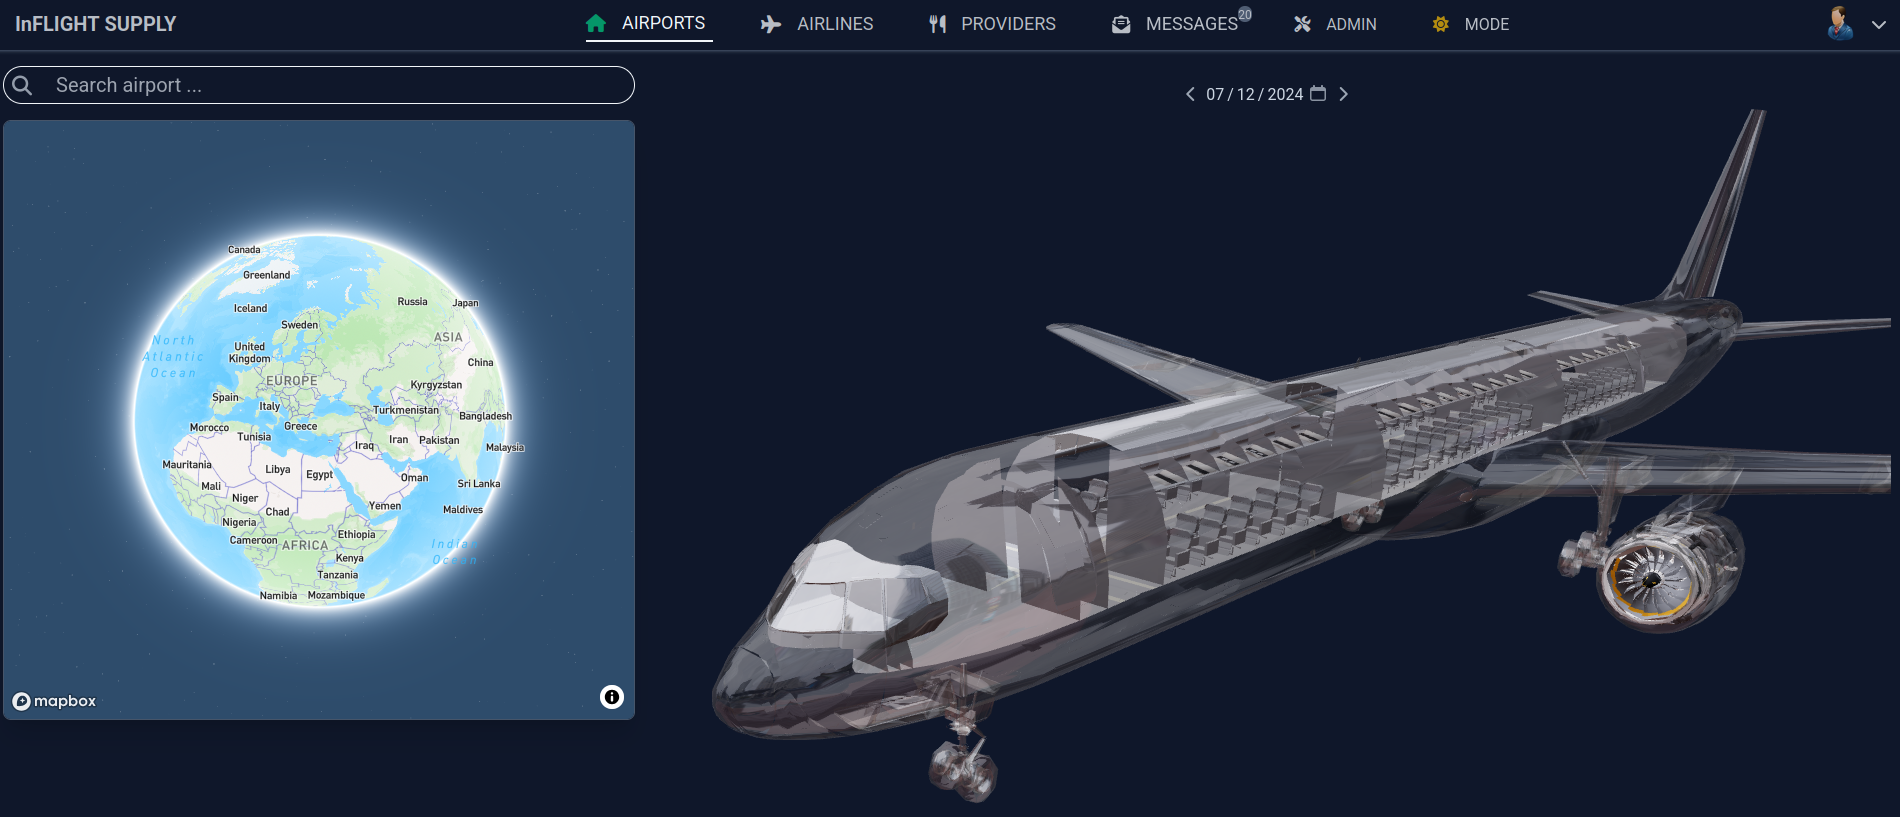 InFLIGHT SUPPLY
AIRPORTS
AIRLINES
PROVIDERS
MESSAGES 20
ADMIN
MODE
Search airport ...
07 / 12 / 2024
Canada
Greenland
Iceland
Russia
Japan
Sweden
North
Atlantic
Ocean
United
Kingdom
ASIA
China
EUROPE
Kyrgyzstan
Spain
Italy
Turkmenistan
Bangladesh
Morocco
Tunisia
Greece
Iraq
Iran
Pakistan
Malaysia
Mauritania
Libya
Egypt
Oman
Sri Lanka
Mali
Niger
Chad
Yemen
Maldives
Nigeria
Cameroon
AFRICA
Ethiopia
Indian
Ocean
Kenya
Tanzania
Namibia
Mozambique
mapbox